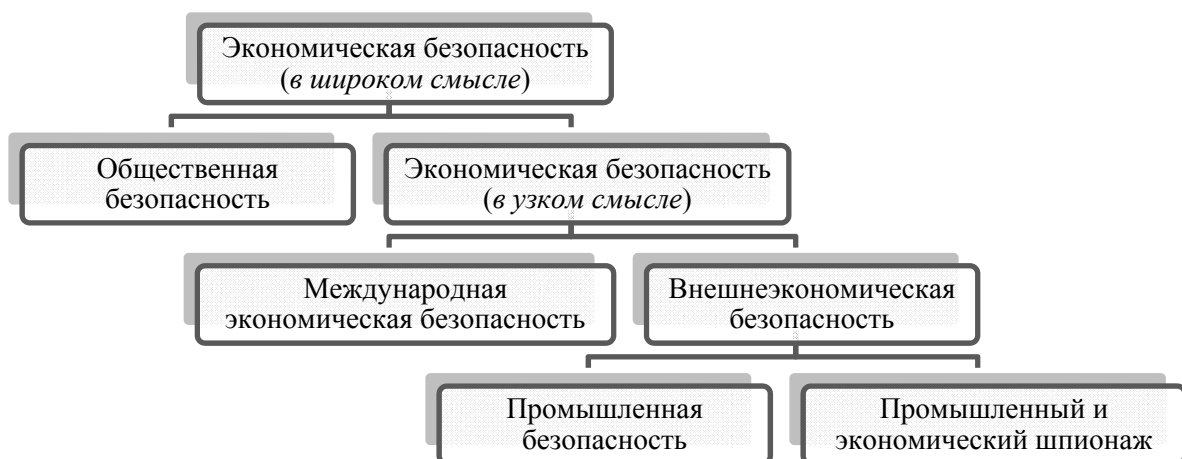 Экономическая безопасность
(в широком смысле)
Общественная
безопасность
Экономическая безопасность
(в узком смысле)
Международная
экономическая безопасность
Внешнеэкономическая
безопасность
Промышленная
безопасность
Промышленный и
экономический шпионаж